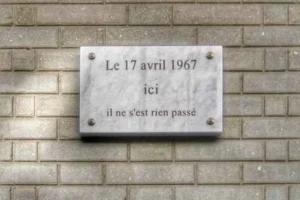 Le 17 avril 1967
ici
il ne s'est rien passé